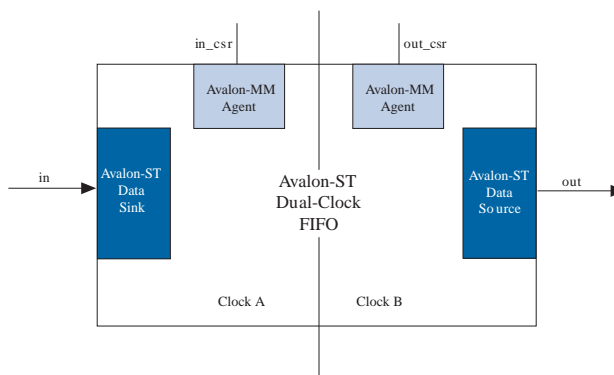 in_csr
out_csr
Avalon-MM
Agent
Avalon-MM
Agent
in
Avalon-ST
Data
Sink
Avalon-ST
Dual-Clock
FIFO
Avalon-ST
Data
Source
out
Clock A
Clock B